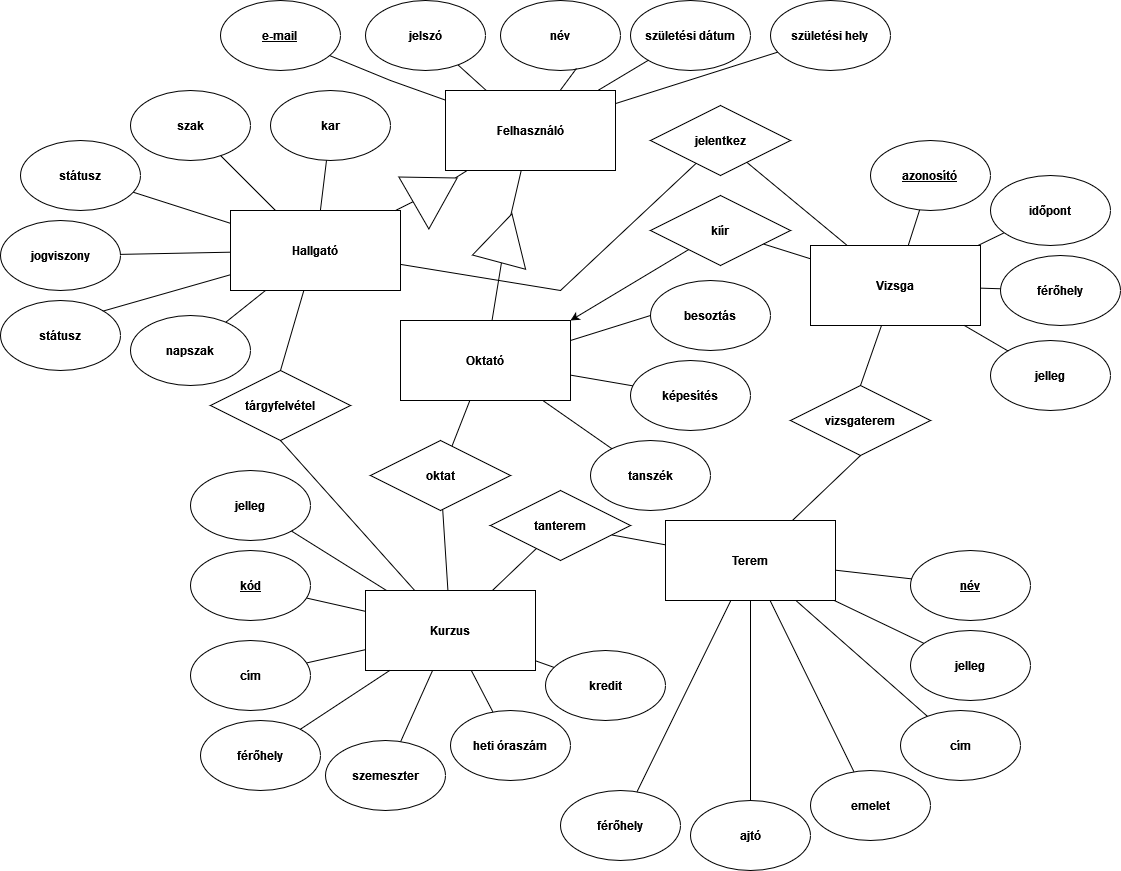 e-mail
jelszó
név
születési dátum
születési hely
szak
kar
Felhasználó
jelentkez
státusz
azonosító
időpont
kiír
jogviszony
Hallgató
Vizsga
férőhely
státusz
napszak
besoztás
Oktató
képesítés
jelleg
tárgyfelvétel
vizsgaterem
oktat
tanszék
jelleg
tanterem
Terem
kód
név
Kurzus
cím
jelleg
kredit
férőhely
heti óraszám
cím
szemeszter
emelet
férőhely
ajtó